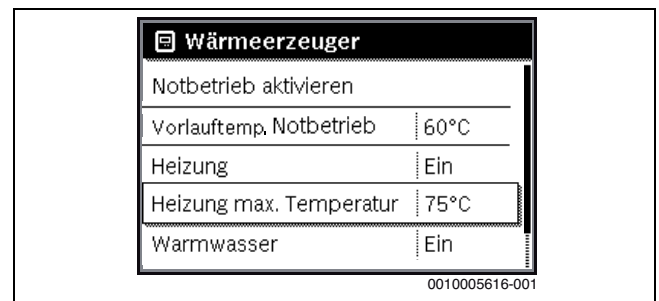 Wärmeerzeuger
Notbetrieb aktivieren
Vorlauftemp. Notbetrieb 60°C
Heizung Ein
Heizung max. Temperatur 75°C
Warmwasser Ein
0010005616-001